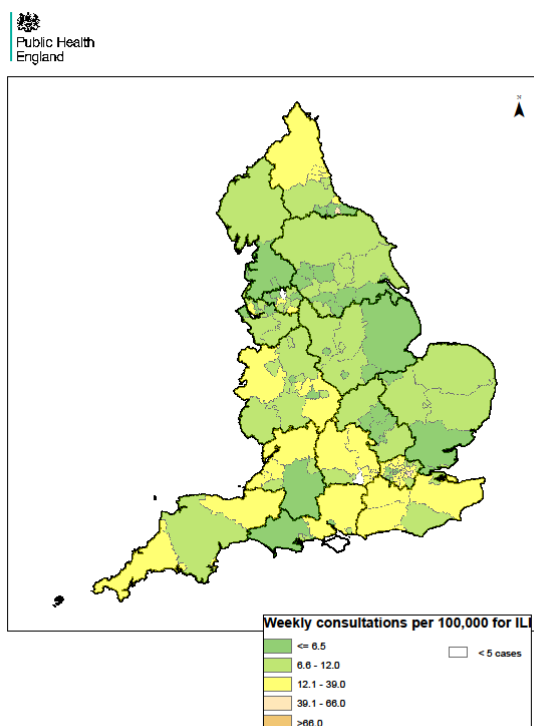 Public Health
England
N
Weekly consultations per 100,000 for ILI
<= 6.5
< 5 cases
6.6 - 12.0
12.1 - 39.0
39.1 - 66.0
>66.0